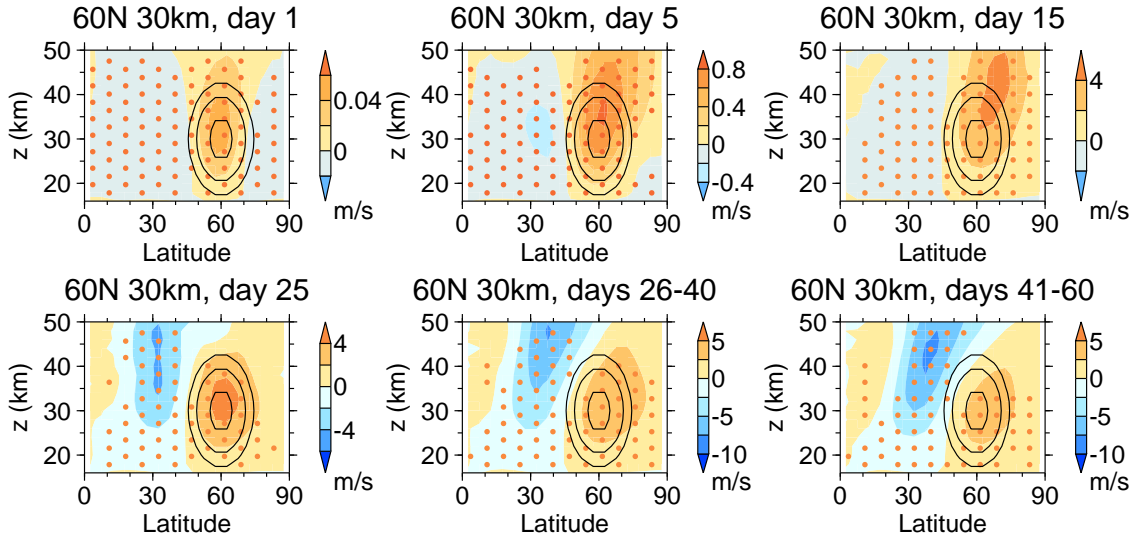 60N 30km, day 1
60N 30km, day 5
60N 30km, day 15
z (km)
50
40
30
20
0 30 60 90
Latitude
0.04
0
m/s
z (km)
50
40
30
20
0 30 60 90
Latitude
0.8
0.4
0
-0.4
m/s
z (km)
50
40
30
20
0 30 60 90
Latitude
4
0
m/s
60N 30km, day 25
60N 30km, days 26-40
60N 30km, days 41-60
z (km)
50
40
30
20
0 30 60 90
Latitude
4
0
-4
m/s
z (km)
50
40
30
20
0 30 60 90
Latitude
5
0
-5
-10
m/s
z (km)
50
40
30
20
0 30 60 90
Latitude
5
0
-5
-10
m/s